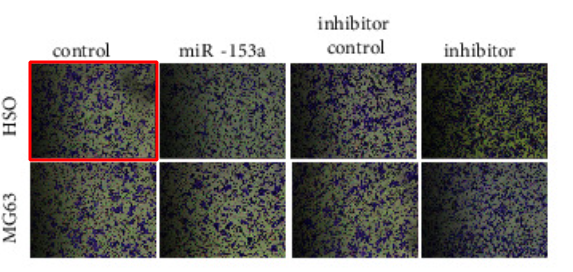 control
miR -153a
inhibitor
control
inhibitor
HSO
MG63